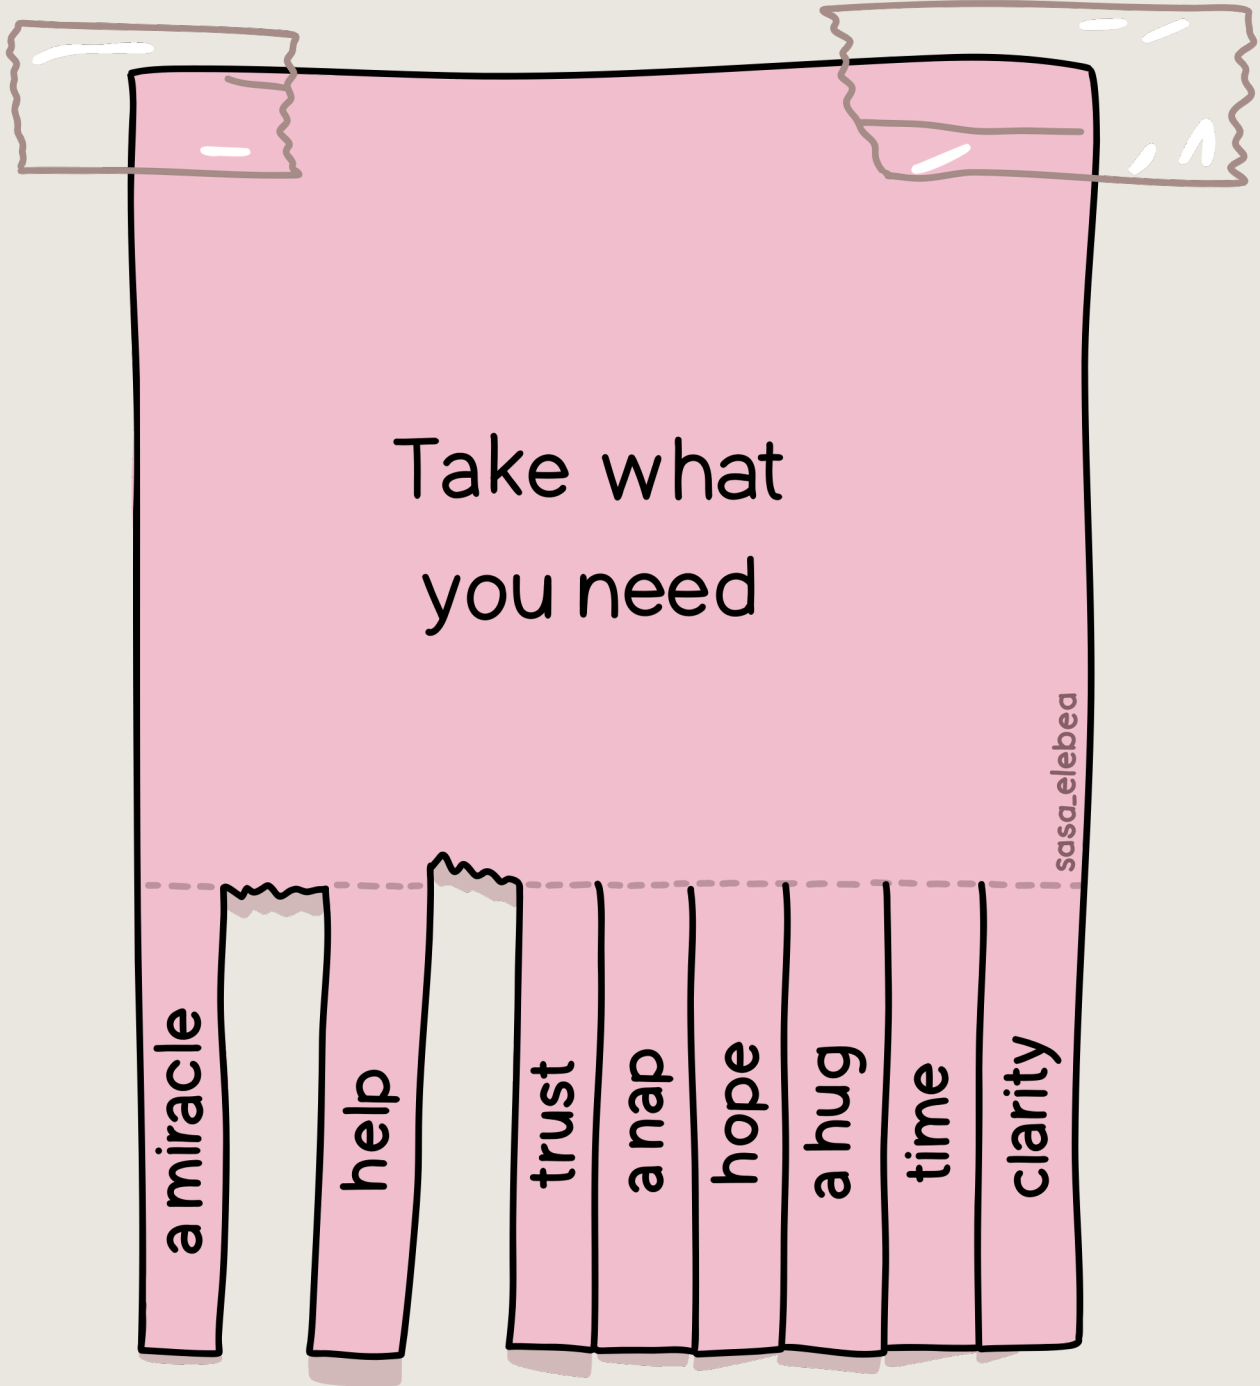 Take what
you need
sasa_elebea
a miracle
help
trust
a nap
hope
a hug
time
clarity